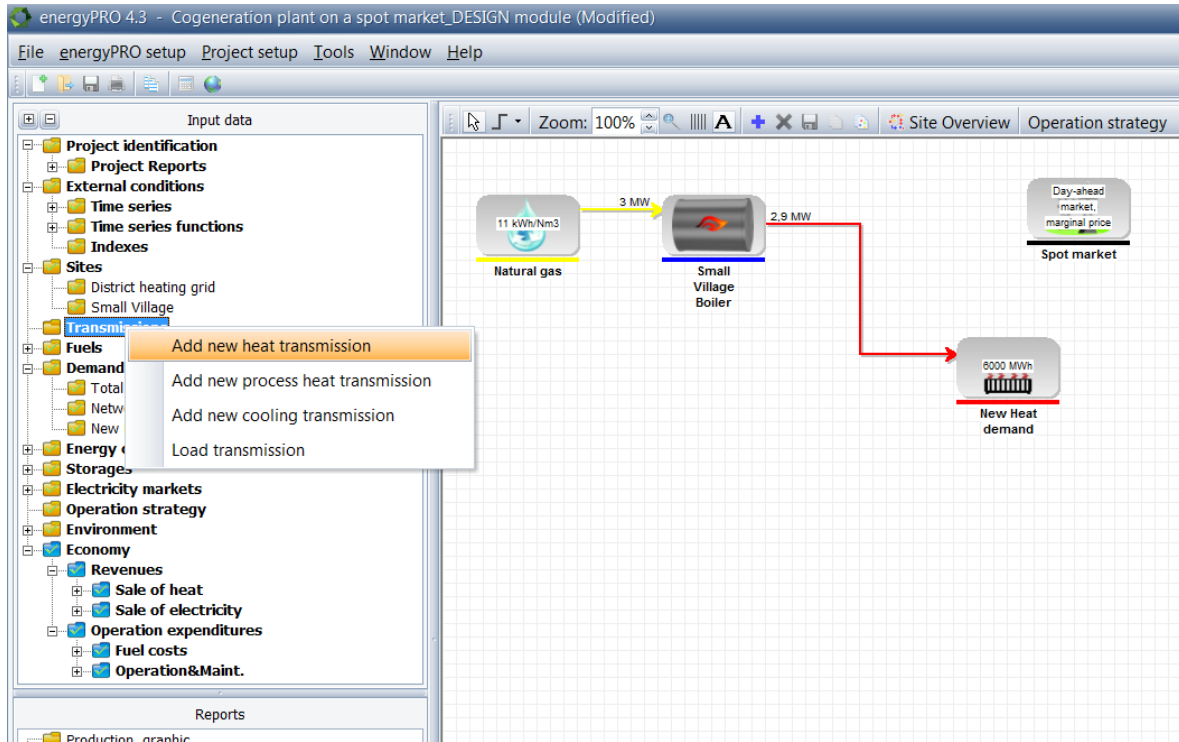 energyPRO 4.3 - Cogeneration plant on a spot market_DESIGN module (Modified)
File energyPRO setup Project setup Tools Window Help
Input data
Zoom: 100% A Site Overview Operation strategy
Project identification
Project Reports
External conditions
Time series
Time series functions
Indexes
Sites
District heating grid
Small Village
Transmissions
Fuels
Demand
Total
Netw
New
Energy
Storages
Electricity markets
Operation strategy
Environment
Economy
Revenues
Sale of heat
Sale of electricity
Operation expenditures
Fuel costs
Operation&Maint.
Reports
Production, graphic
Add new heat transmission
Add new process heat transmission
Add new cooling transmission
Load transmission
11 kWh/Nm3
Natural gas
3 MW
Small
Village
Boiler
2,9 MW
Day-ahead
market,
marginal price
Spot market
6000 MWh
New Heat
demand